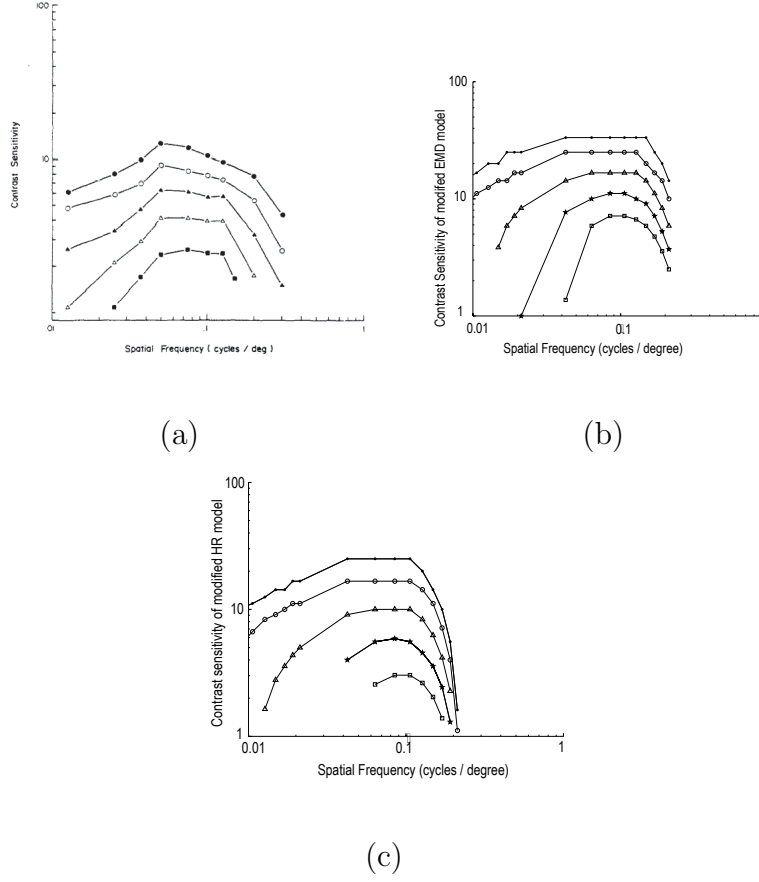 100
10
Contrast Sensitivity
.01
.1
1
Spatial Frequency ( cycles / deg )
(a)
100
10
1
Contrast Sensitivity of modifed EMD model
0.01
0.1
Spatial Frequency (cycles / degree)
(b)
100
10
1
Contrast sensitivity of modified HR model
0.01
0.1
1
Spatial Frequency (cycles / degree)
(c)